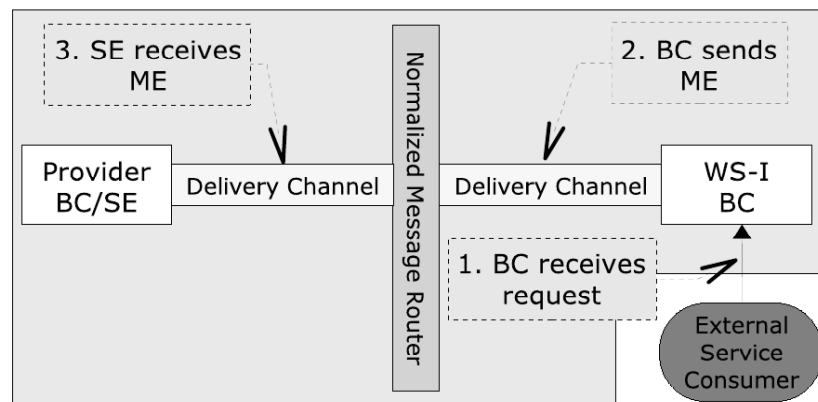 3. SE receives
ME
2. BC sends
ME
Normalized Message Router
Provider
BC/SE
Delivery Channel
Delivery Channel
WS-I
BC
1. BC receives
request
External
Service
Consumer